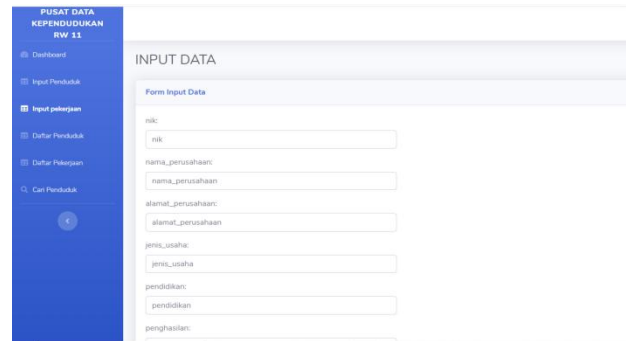 PUSAT DATA
KEPENDUDUKAN
RW 11
Dashboard
Input Penduduk
Input pekerjaan
Daftar Penduduk
Daftar Pekerjaan
Cari Penduduk
INPUT DATA
Form Input Data
nik:
nik
nama_perusahaan:
nama_perusahaan
alamat_perusahaan:
alamat_perusahaan
jenis_usaha:
jenis_usaha
pendidikan:
pendidikan
penghasilan: